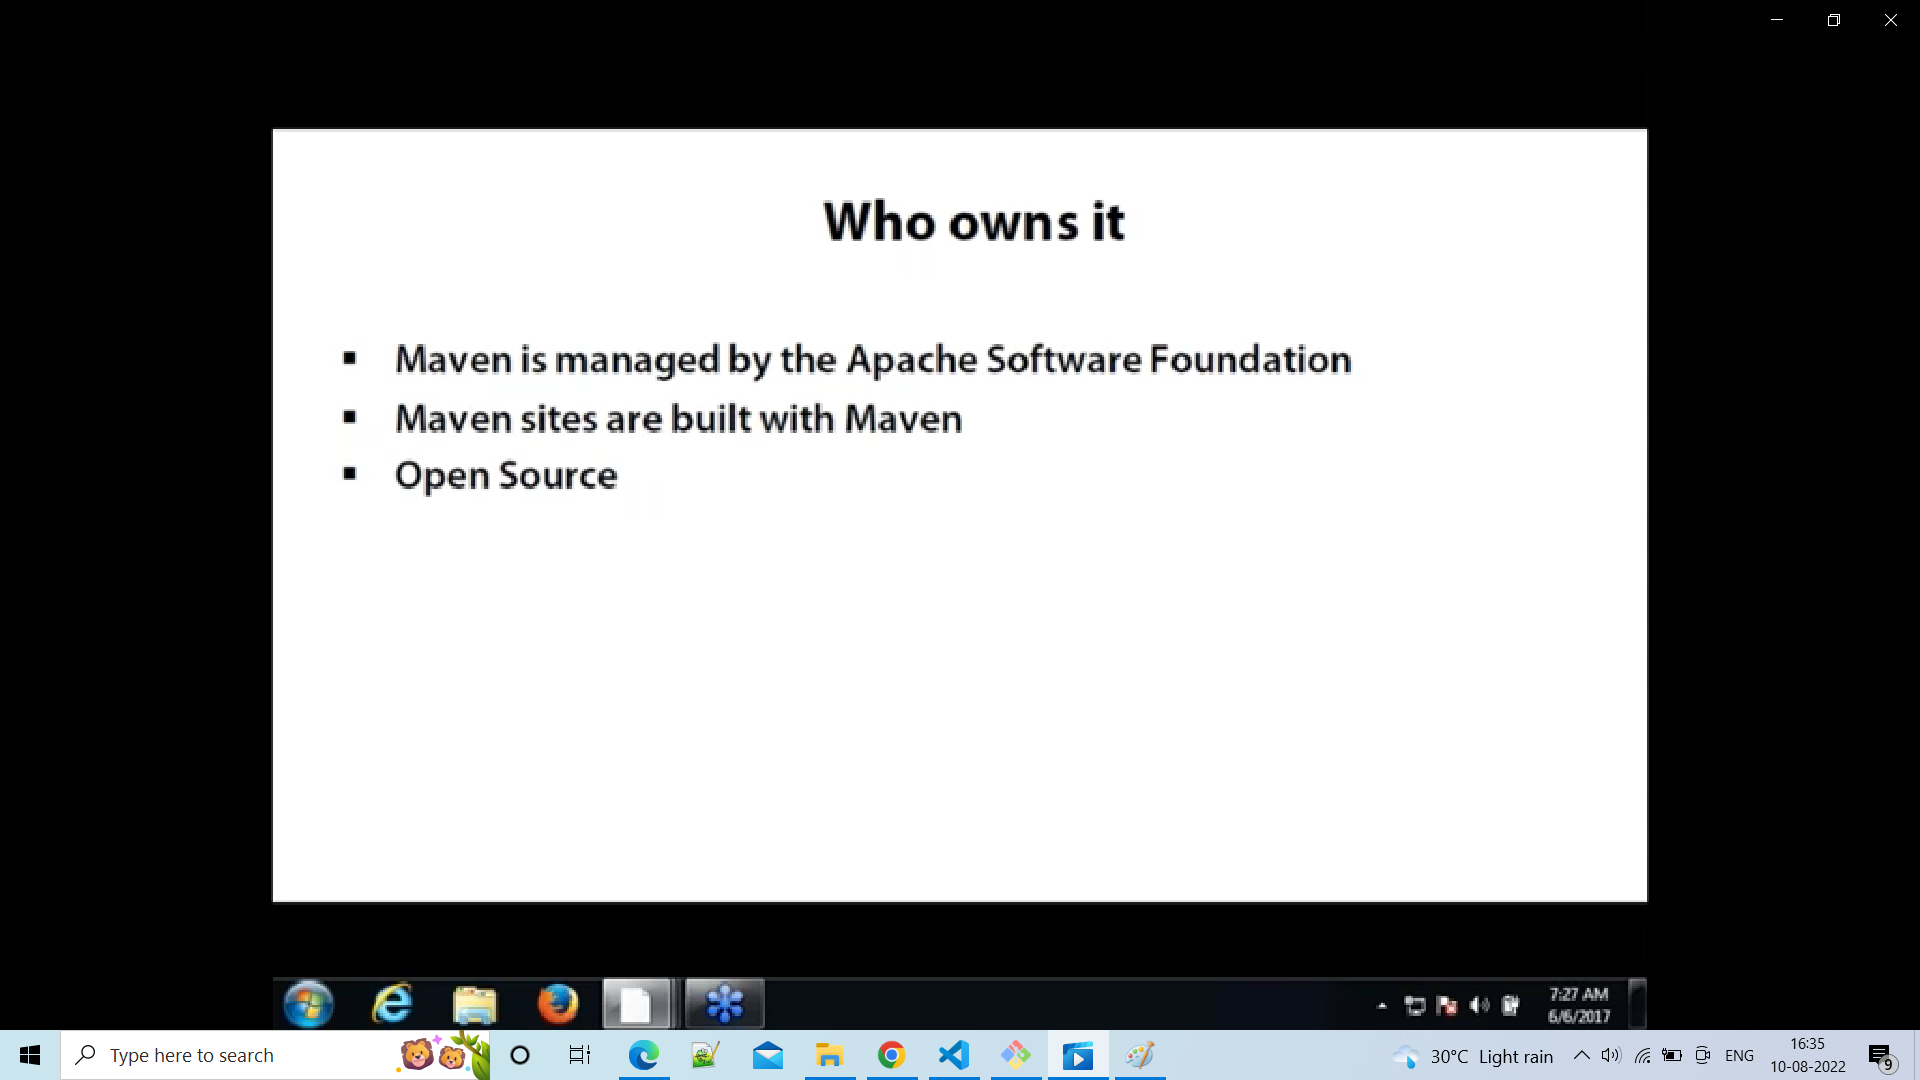 Who owns it
▪ Maven is managed by the Apache Software Foundation
▪ Maven sites are built with Maven
▪ Open Source
7:27 AM
6/6/2017
Type here to search
30°C Light rain
ENG
16:35
10-08-2022
9